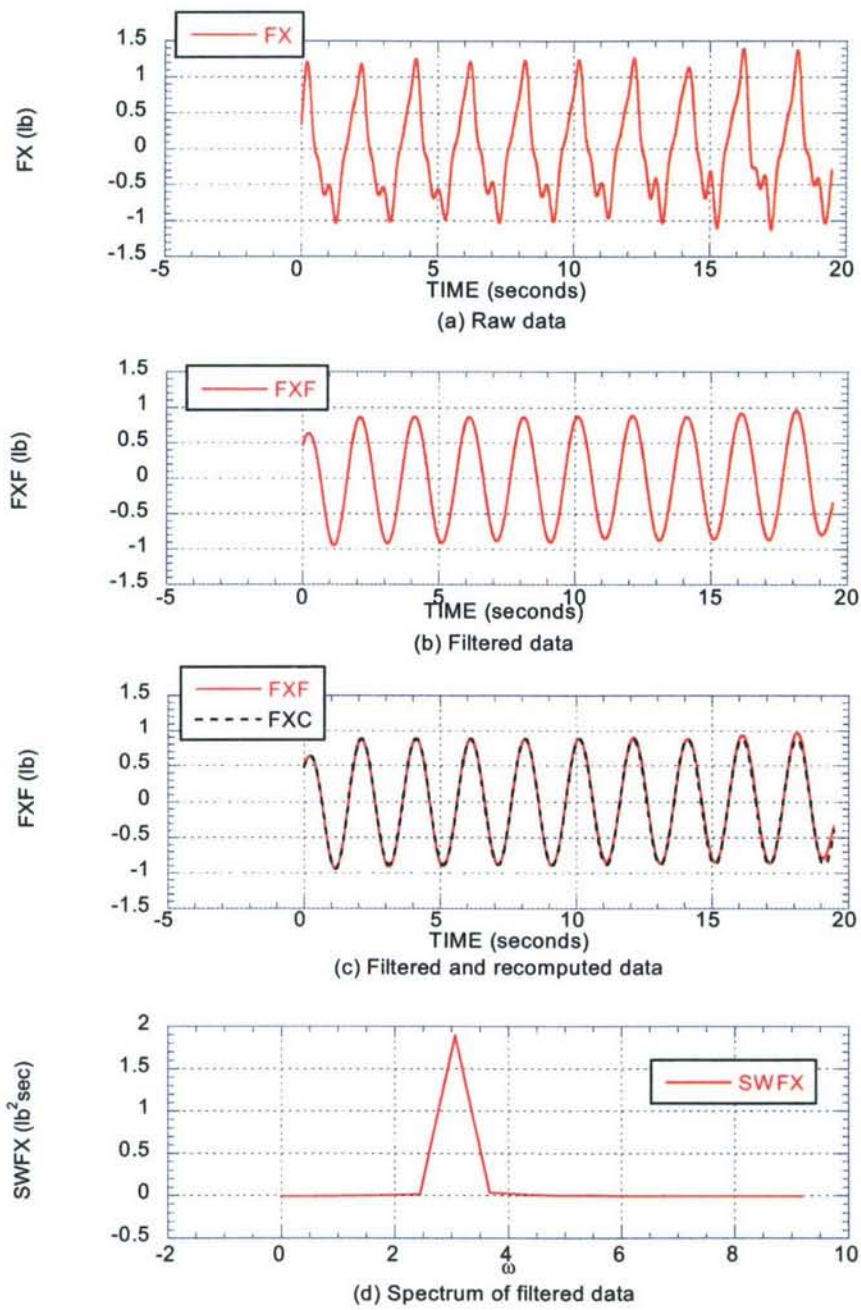 FX
1.5
1
0.5
0
-0.5
-1
-1.5
FX (lb)
-5 0 5 10 15 20
TIME (seconds)
(a) Raw data
FXF
1.5
1
0.5
0
-0.5
-1
-1.5
FXF (lb)
-5 0 5 10 15 20
TIME (seconds)
(b) Filtered data
FXF
FXC
1.5
1
0.5
0
-0.5
-1
-1.5
FXF (lb)
-5 0 5 10 15 20
TIME (seconds)
(c) Filtered and recomputed data
2
1.5
1
0.5
0
-0.5
SWFX (lb²sec)
SWFX
-2 0 2 4 6 8 10
ω
(d) Spectrum of filtered data